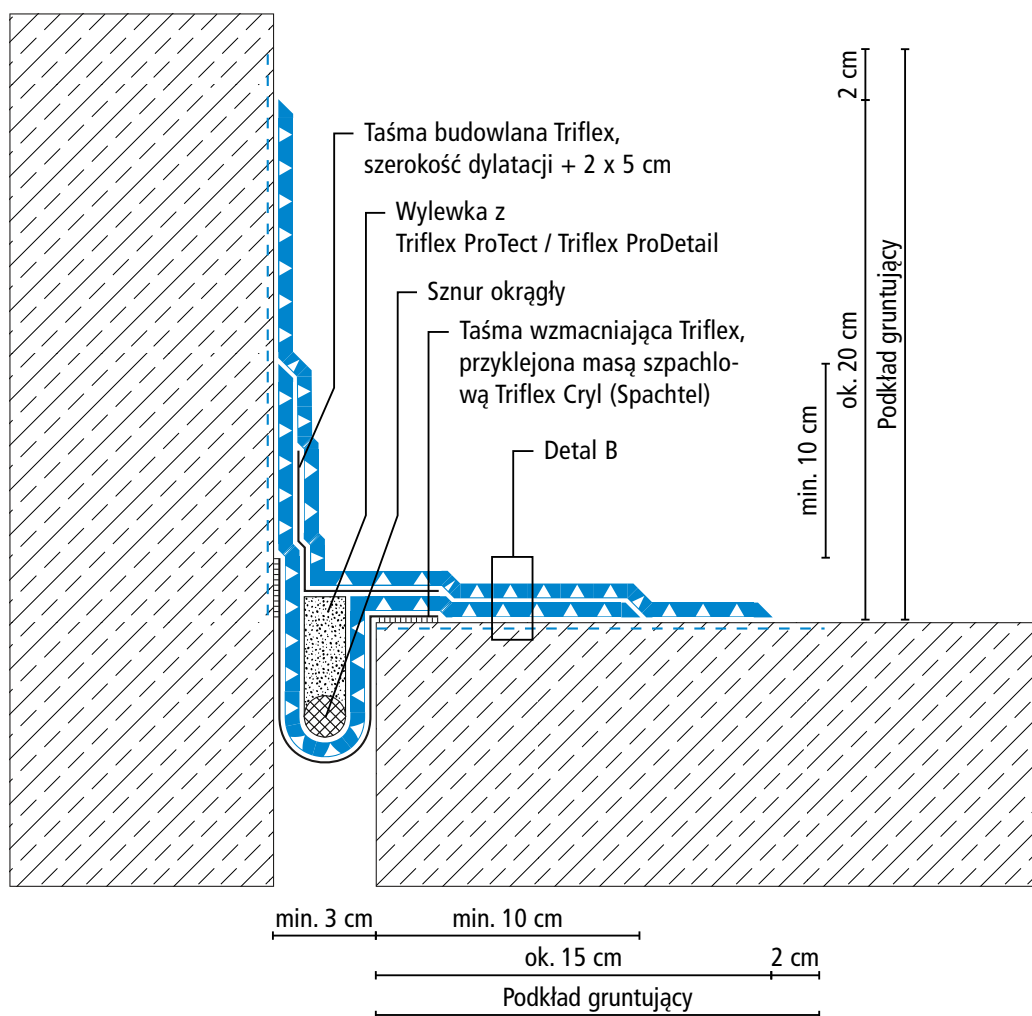 Taśma budowlana Triflex,
szerokość dylatacji + 2 x 5 cm
Wylewka z
Triflex ProTect / Triflex ProDetail
Sznur okrągły
Taśma wzmacniająca Triflex,
przyklejona masą szpachlo-
wą Triflex Cryl (Spachtel)
Detal B
2 cm
ok. 20 cm
Podkład gruntujący
min. 10 cm
min. 3 cm
min. 10 cm
ok. 15 cm
2 cm
Podkład gruntujący